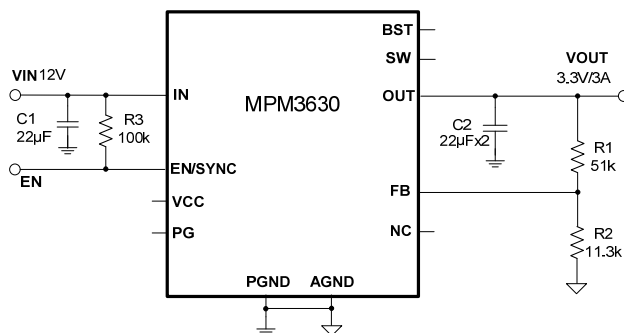 BST
SW
VIN 12V
VOUT
3.3V/3A
IN
OUT
MPM3630
C1
22µF
R3
100k
C2
22µFx2
R1
51k
EN/SYNC
EN
FB
VCC
PG
NC
R2
11.3k
PGND AGND